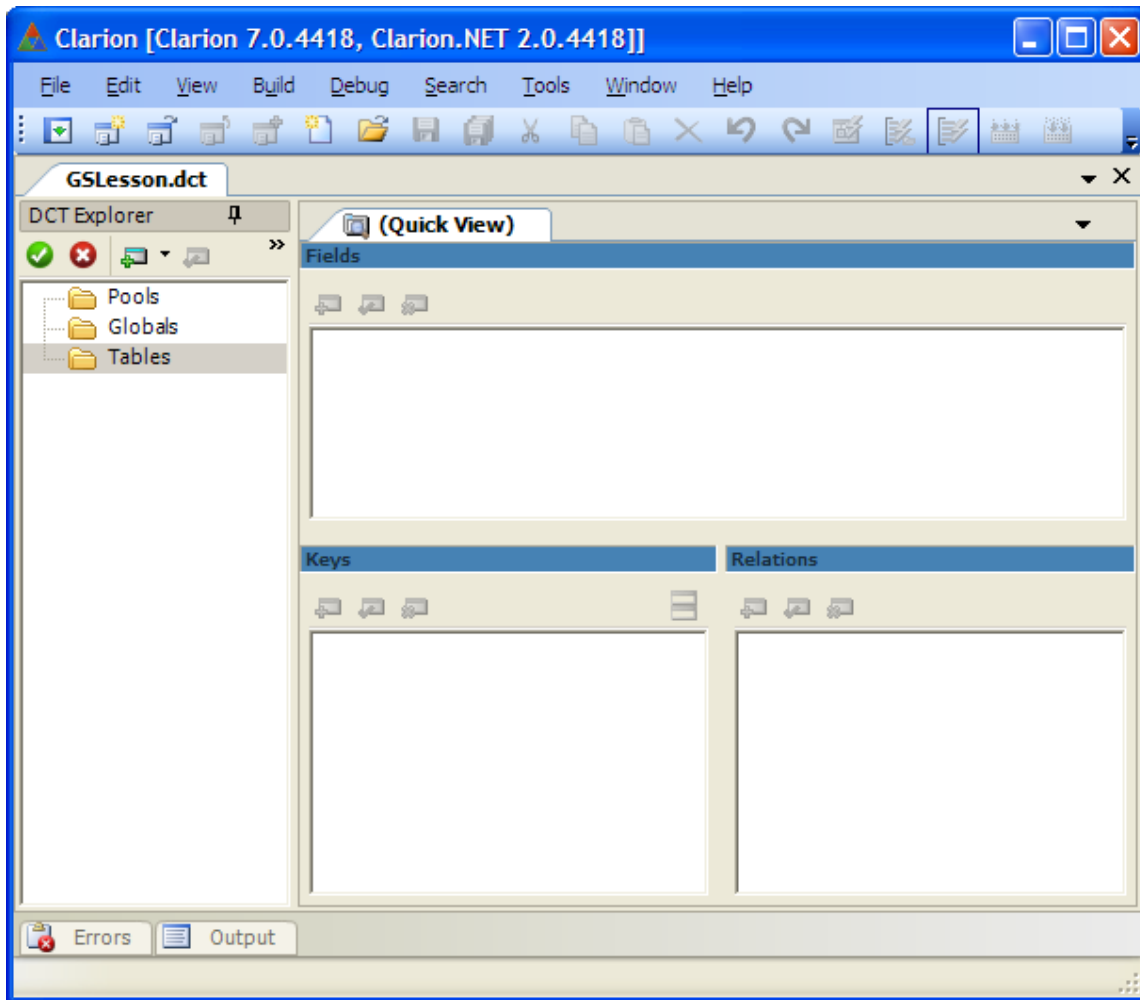 Clarion [Clarion 7.0.4418, Clarion.NET 2.0.4418]]
File Edit View Build Debug Search Tools Window Help
GSLesson.dct
DCT Explorer
(Quick View)
Fields
Pools
Globals
Tables
Keys
Relations
Errors Output